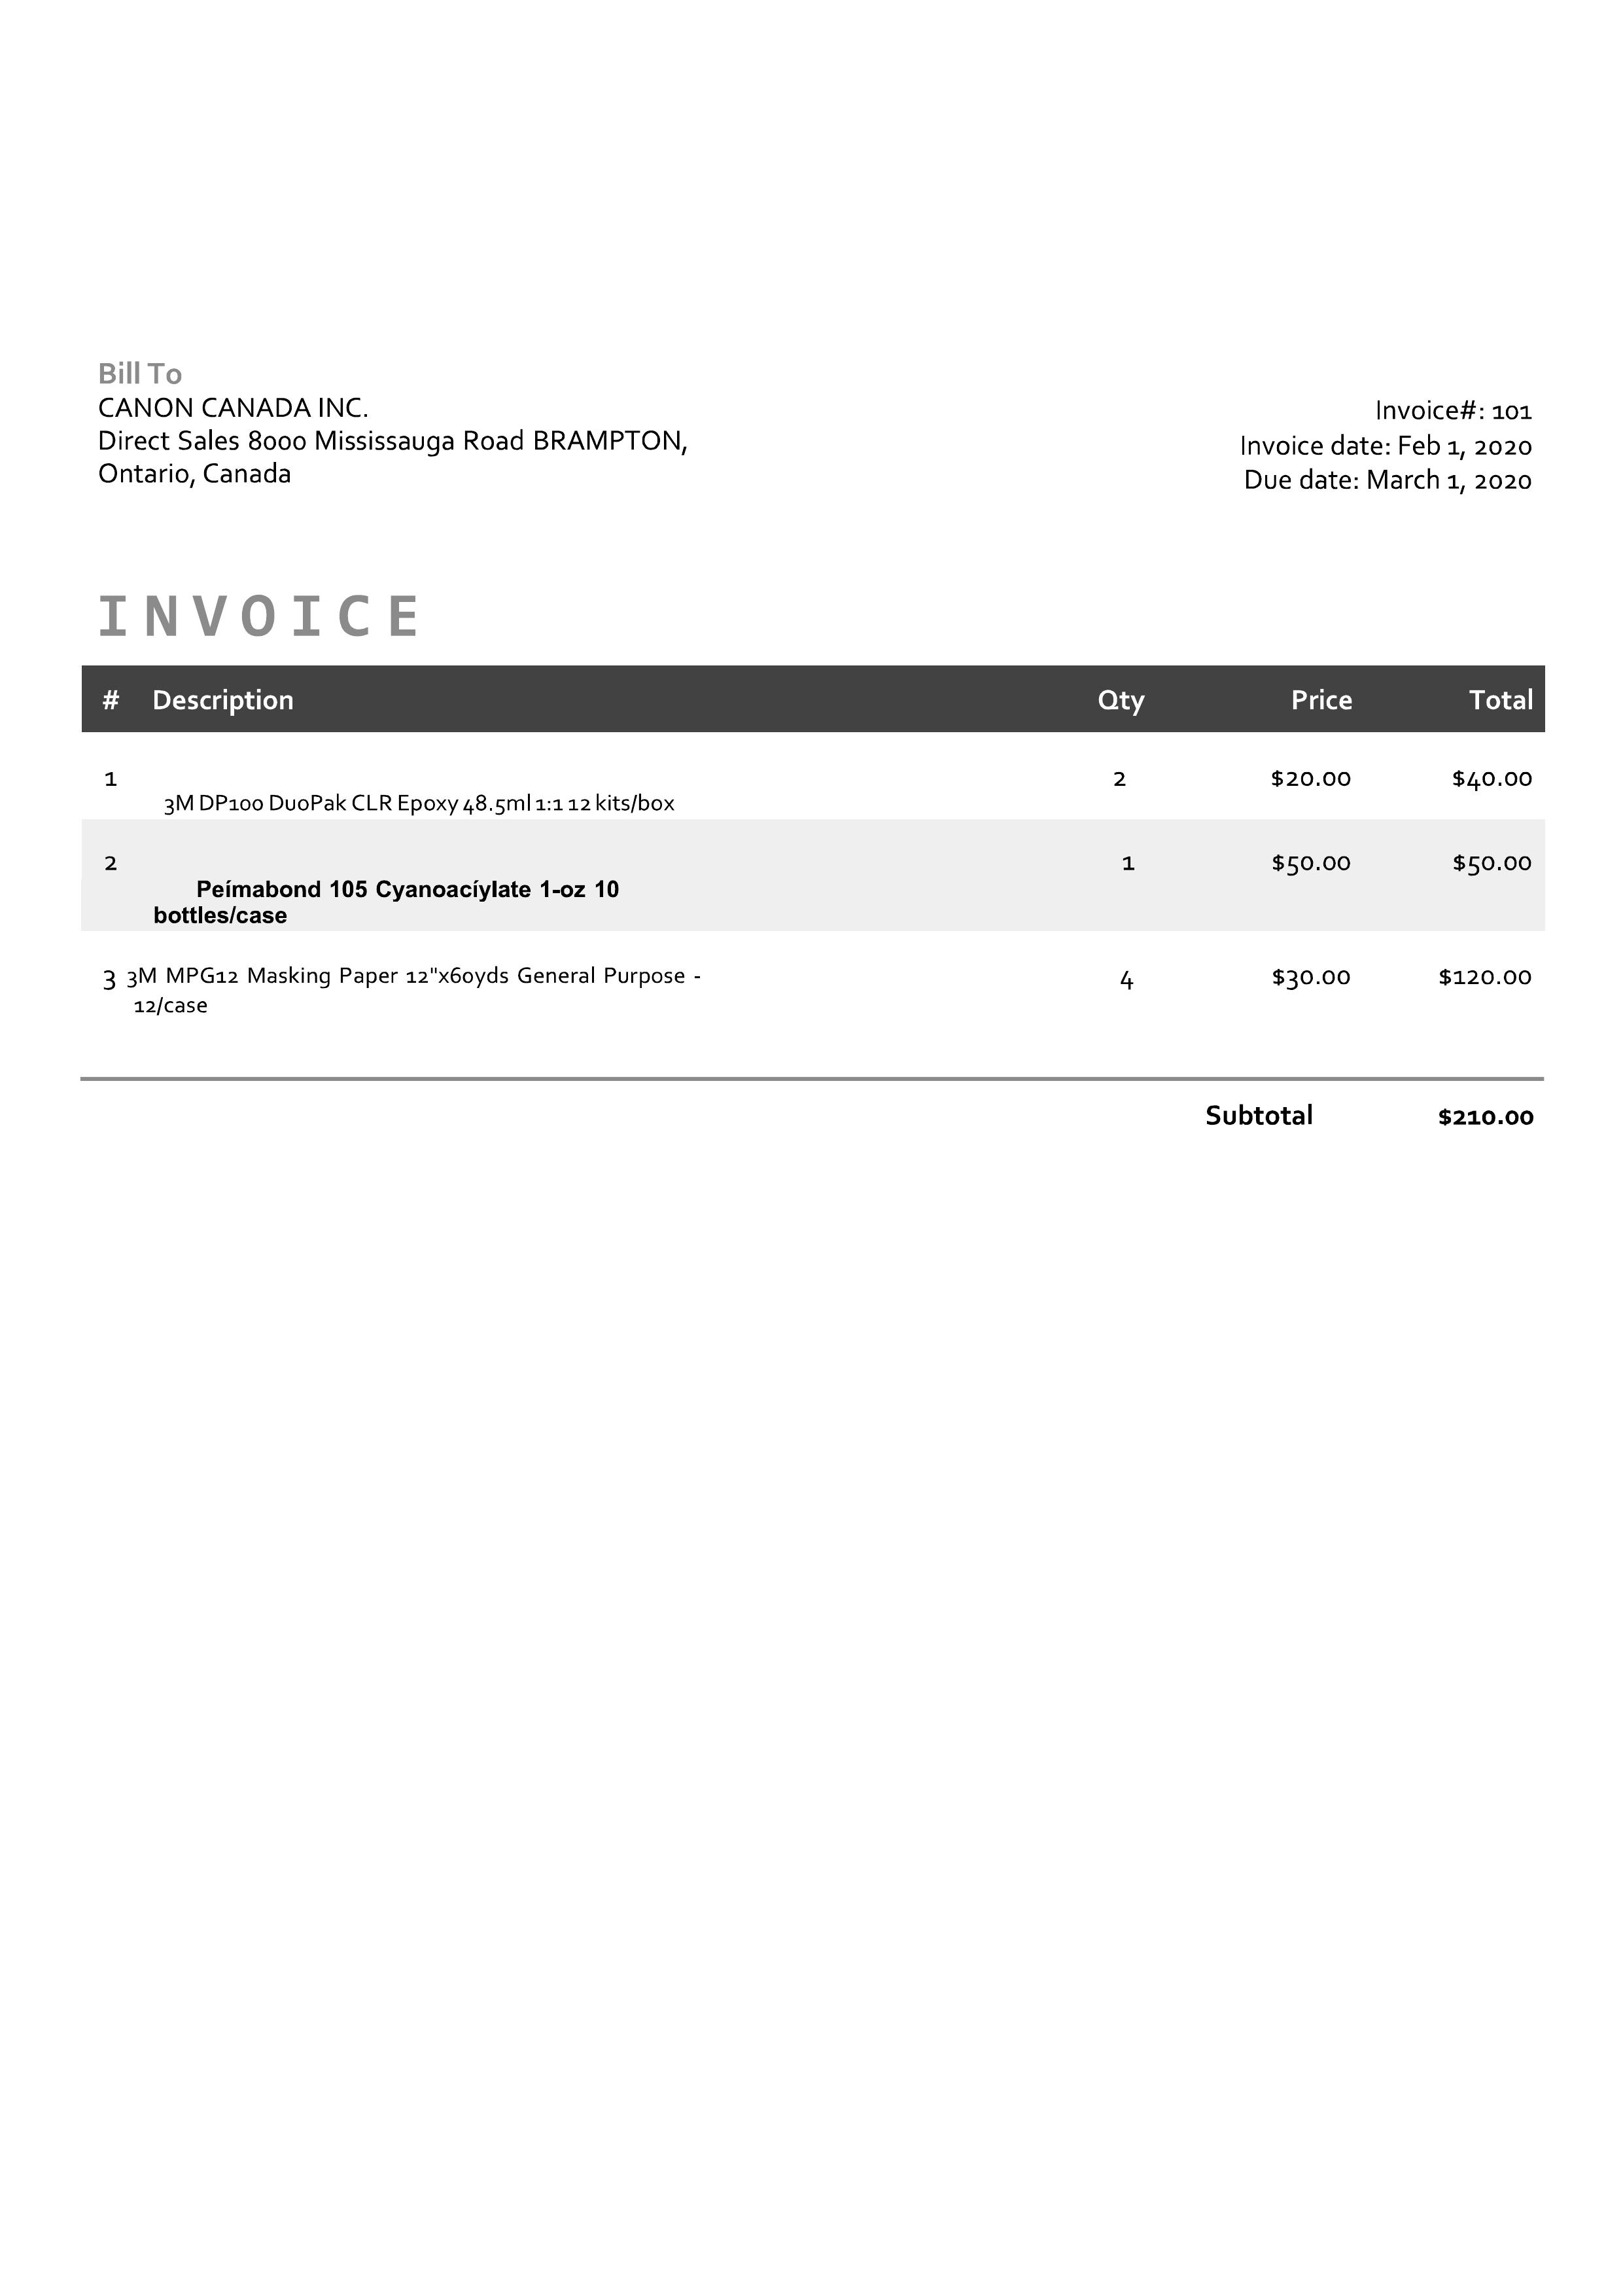 Bill To
CANON CANADA INC.
Direct Sales 8000 Mississauga Road BRAMPTON,
Ontario, Canada
Invoice#: 101
Invoice date: Feb 1, 2020
Due date: March 1, 2020
INVOICE
# Description Qty Price Total
1 2 $20.00 $40.00
3M DP100 DuoPak CLR Epoxy 48.5ml 1:1 12 kits/box
2 1 $50.00 $50.00
Peímabond 105 Cyanoacíylate 1-oz 10
bottles/case
3 3M MPG12 Masking Paper 12"x60yds General Purpose - 4 $30.00 $120.00
12/case
Subtotal $210.00